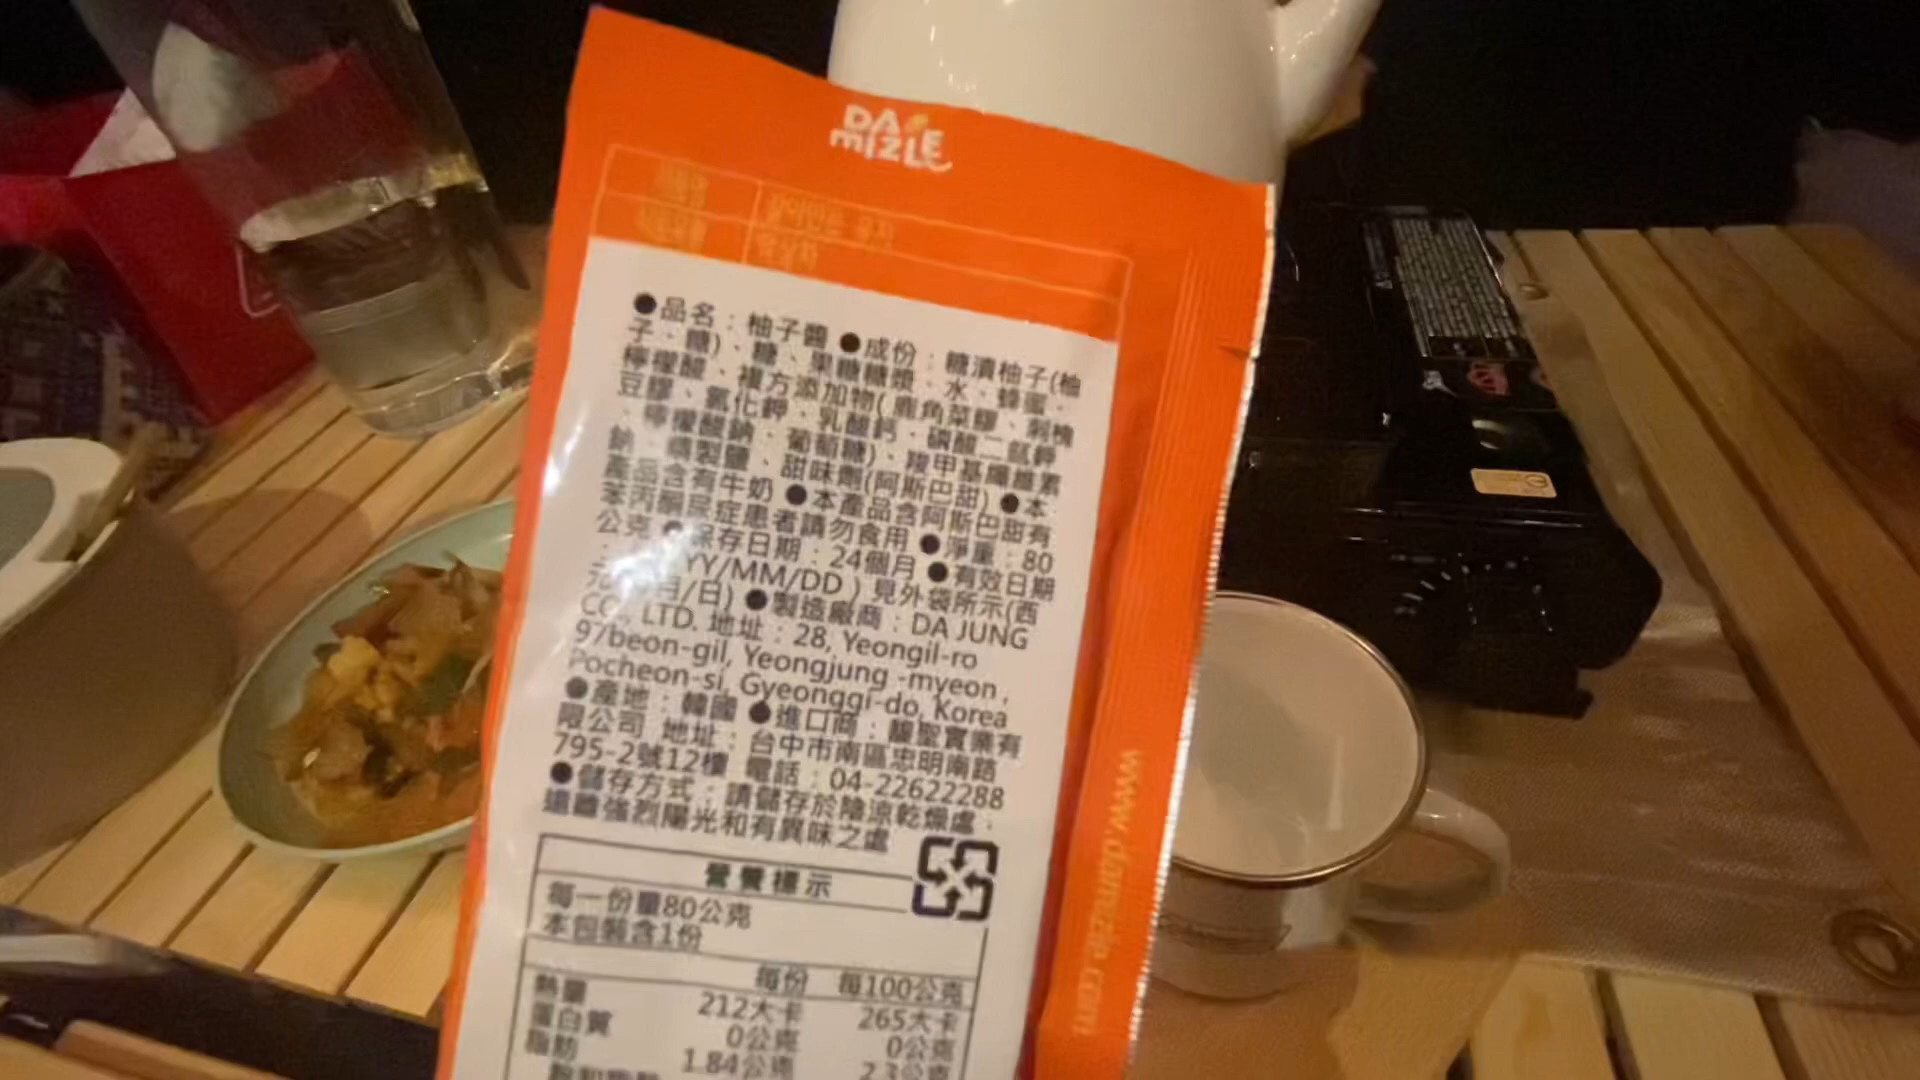 DA
mIZLE
●品名：柚子醬 ●成份：糖漬柚子(柚
子、糖)、糖、果糖糖漿、水、蜂蜜、
檸檬酸、複方添加物(鹿角菜膠、刺槐
豆膠、氯化鉀、乳酸鈣、磷酸二氫鉀
、檸檬酸鈉、葡萄糖)、羧甲基纖維素
鈉、精製鹽、甜味劑(阿斯巴甜) ●本
產品含有牛奶 ●本產品含阿斯巴甜有
苯丙酮尿症患者請勿食用 ●淨重：80
公克 ●保存日期：24個月 ●有效日期
YY/MM/DD ) 見外袋所示(西
元 月/日) ●製造廠商：DA JUNG
CO., LTD. 地址：28, Yeongil-ro
97beon-gil, Yeongjung -myeon ,
Pocheon-si, Gyeonggi-do, Korea
●產地：韓國 ●進口商：馥聖實業有
限公司 地址：台中市南區忠明南路
795-2號12樓 電話：04-22622288
●儲存方式：請儲存於陰涼乾燥處；
遠離強烈陽光和有異味之處
營養標示
每一份量80公克
本包裝含1份
每份 每100公克
熱量 212大卡 265大卡
蛋白質 0公克 0公克
脂肪 1.84公克 2.3公克
www.damizle.com